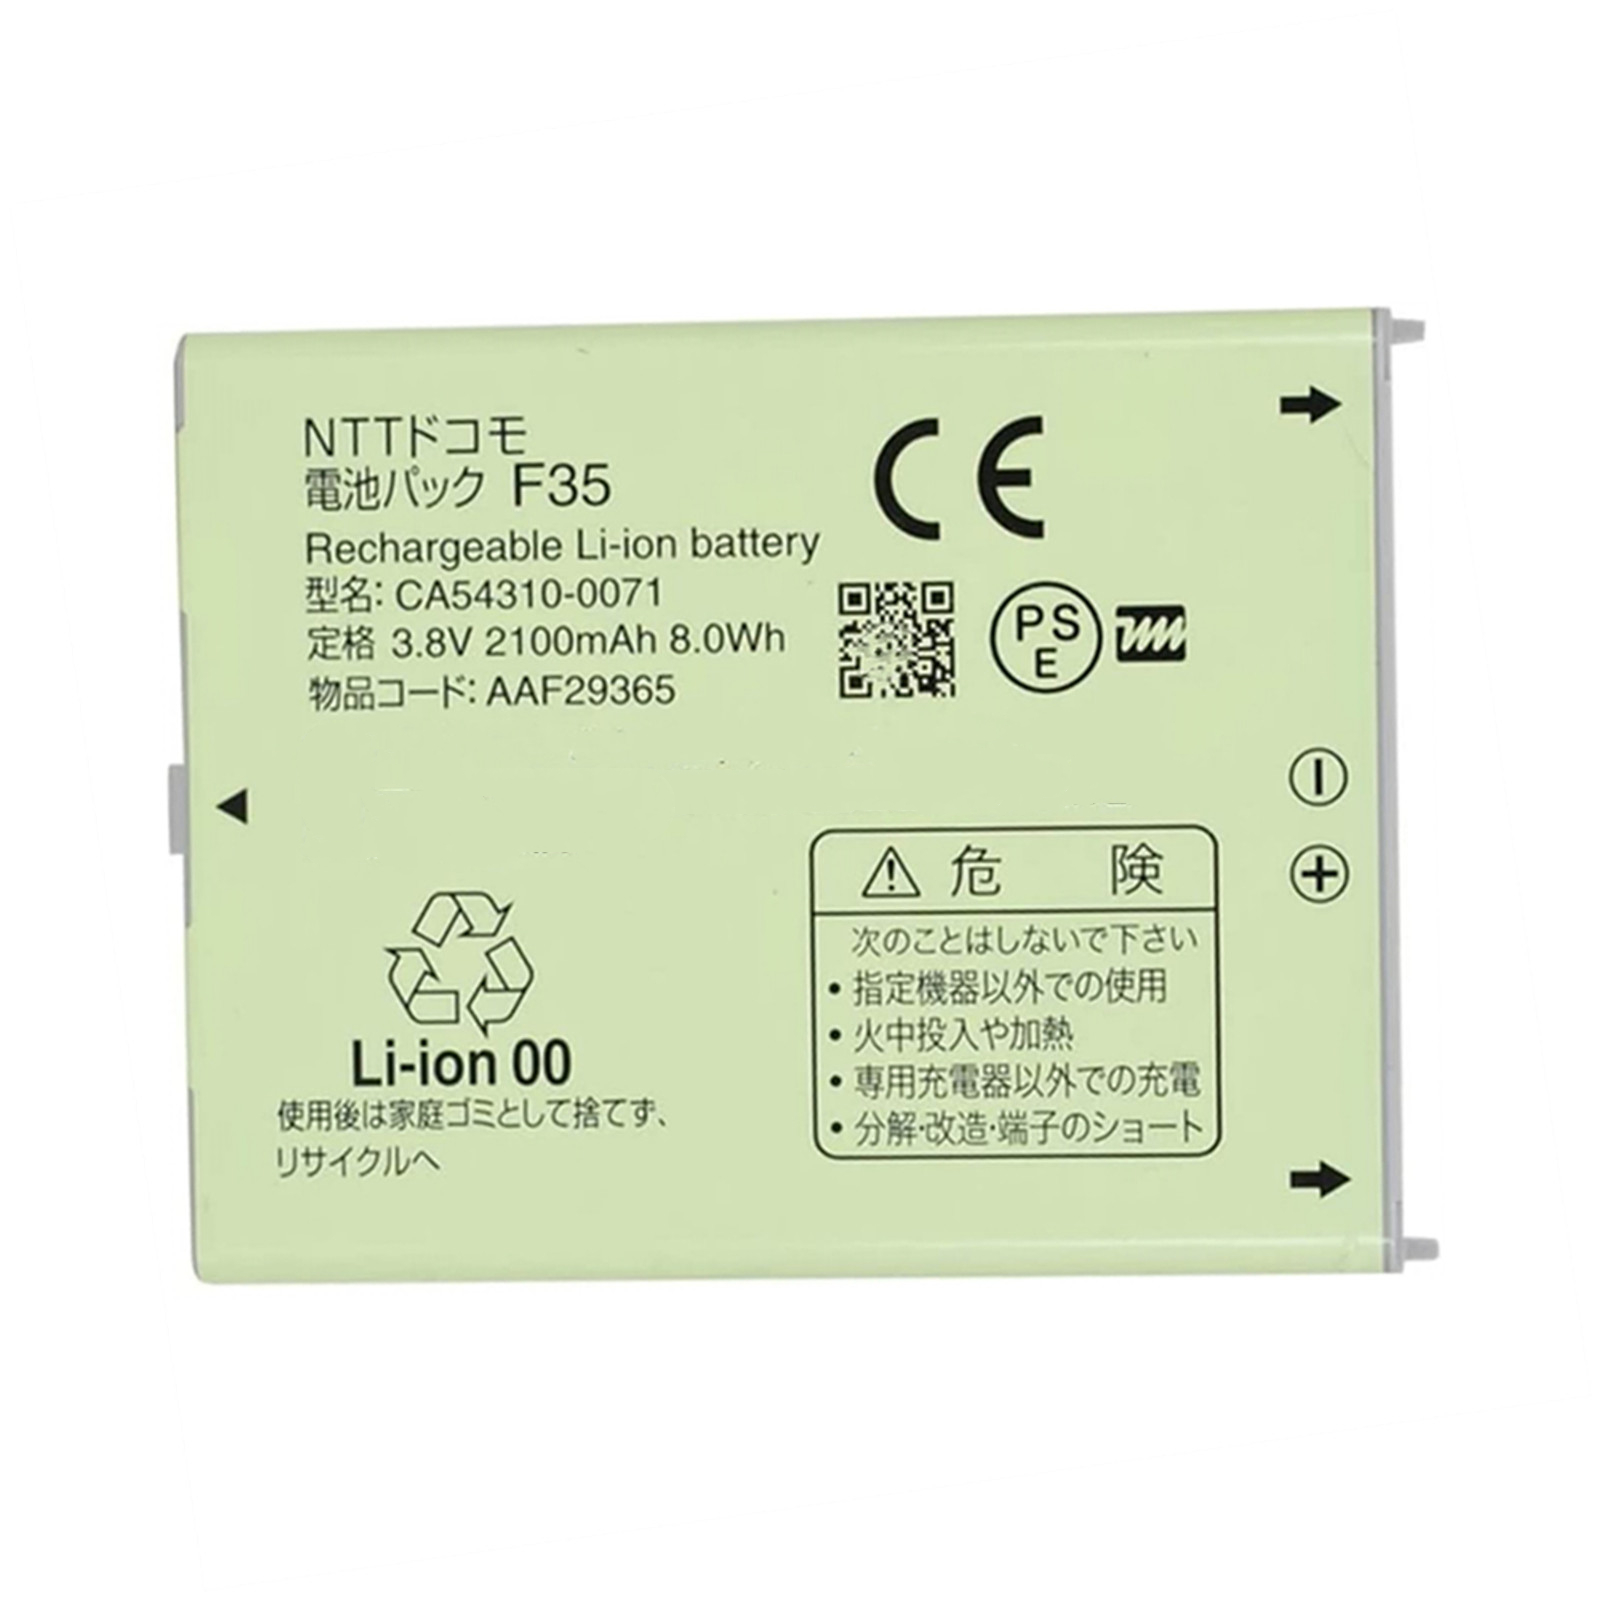 NTTドコモ
電池パック F35
Rechargeable Li-ion battery
型名: CA54310-0071
定格 3.8V 2100mAh 8.0Wh
物品コード: AAF29365
CE
PS
E
危 険
次のことはしないで下さい
・指定機器以外での使用
・火中投入や加熱
・専用充電器以外での充電
・分解・改造・端子のショート
Li-ion 00
使用後は家庭ゴミとして捨てず、
リサイクルへ